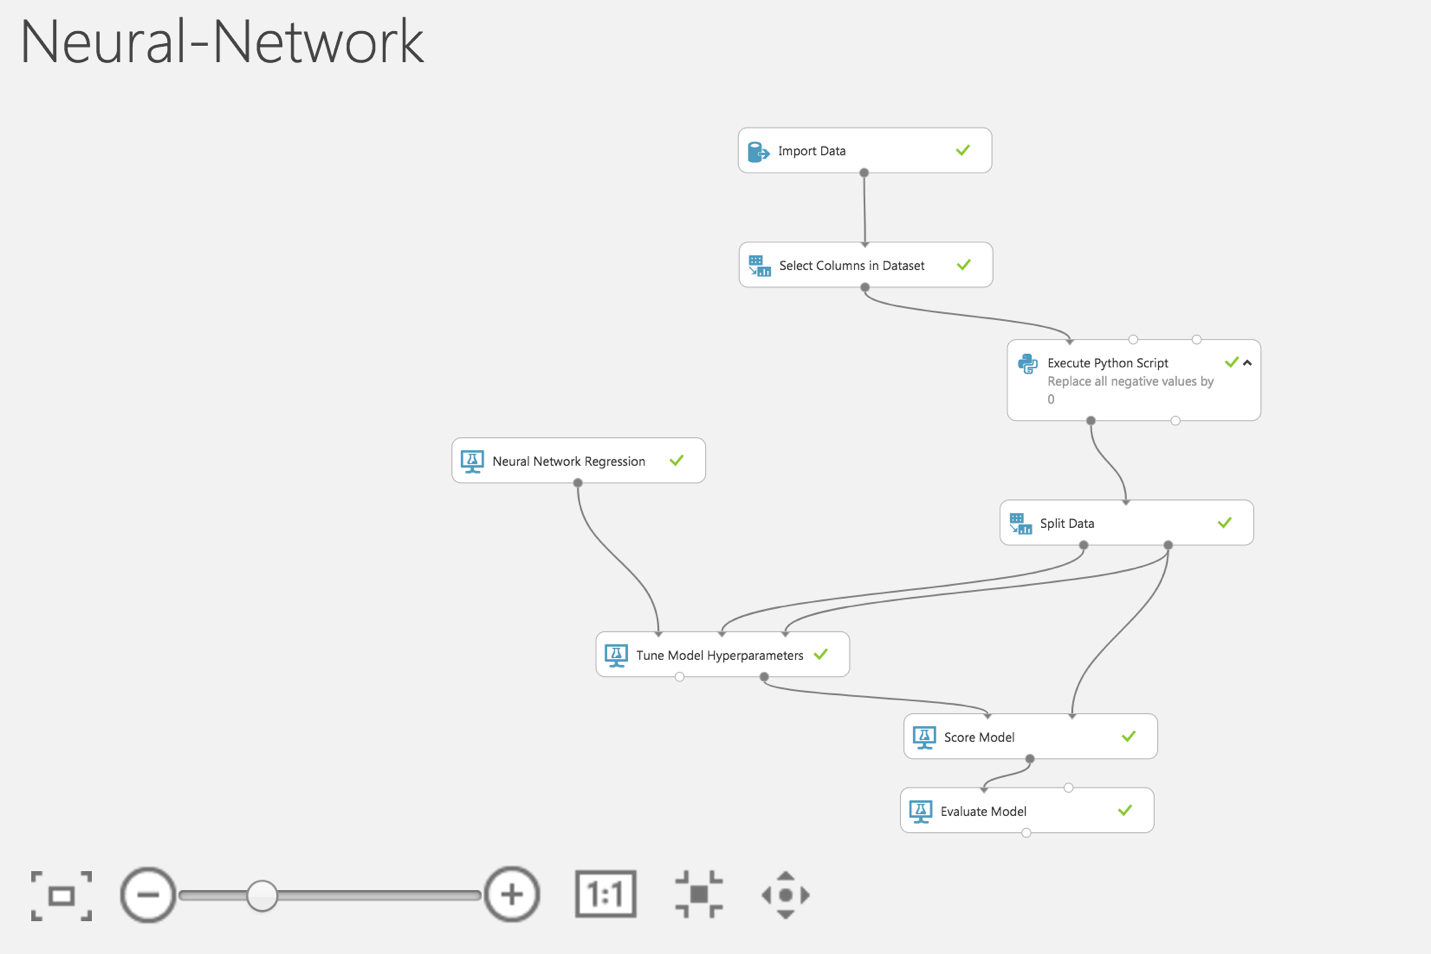 Neural-Network
Import Data
Select Columns in Dataset
Execute Python Script
Replace all negative values by
0
Neural Network Regression
Split Data
Tune Model Hyperparameters
Score Model
Evaluate Model
1:1